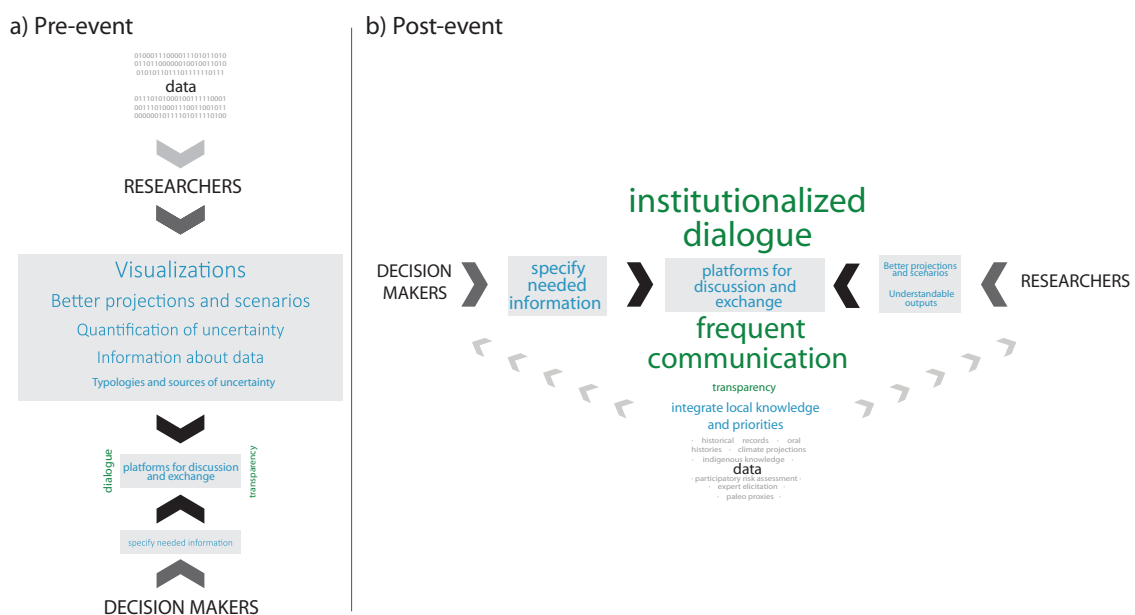 a) Pre-event
01000111000011101011010
01101100000010010011010
01010110111011111110111
data
01110101000100111110001
00111010001110011001011
00000010111101011110100
RESEARCHERS
Visualizations
Better projections and scenarios
Quantification of uncertainty
Information about data
Typologies and sources of uncertainty
dialogue
platforms for discussion
and exchange
transparency
specify needed information
DECISION MAKERS
b) Post-event
institutionalized
dialogue
DECISION
MAKERS
specify
needed
information
platforms for
discussion and
exchange
Better projections
and scenarios
Understandable
outputs
RESEARCHERS
frequent
communication
transparency
integrate local knowledge
and priorities
· historical records · oral
histories · climate projections
· indigenous knowledge ·
data
· participatory risk assessment ·
· expert elicitation ·
· paleo proxies ·